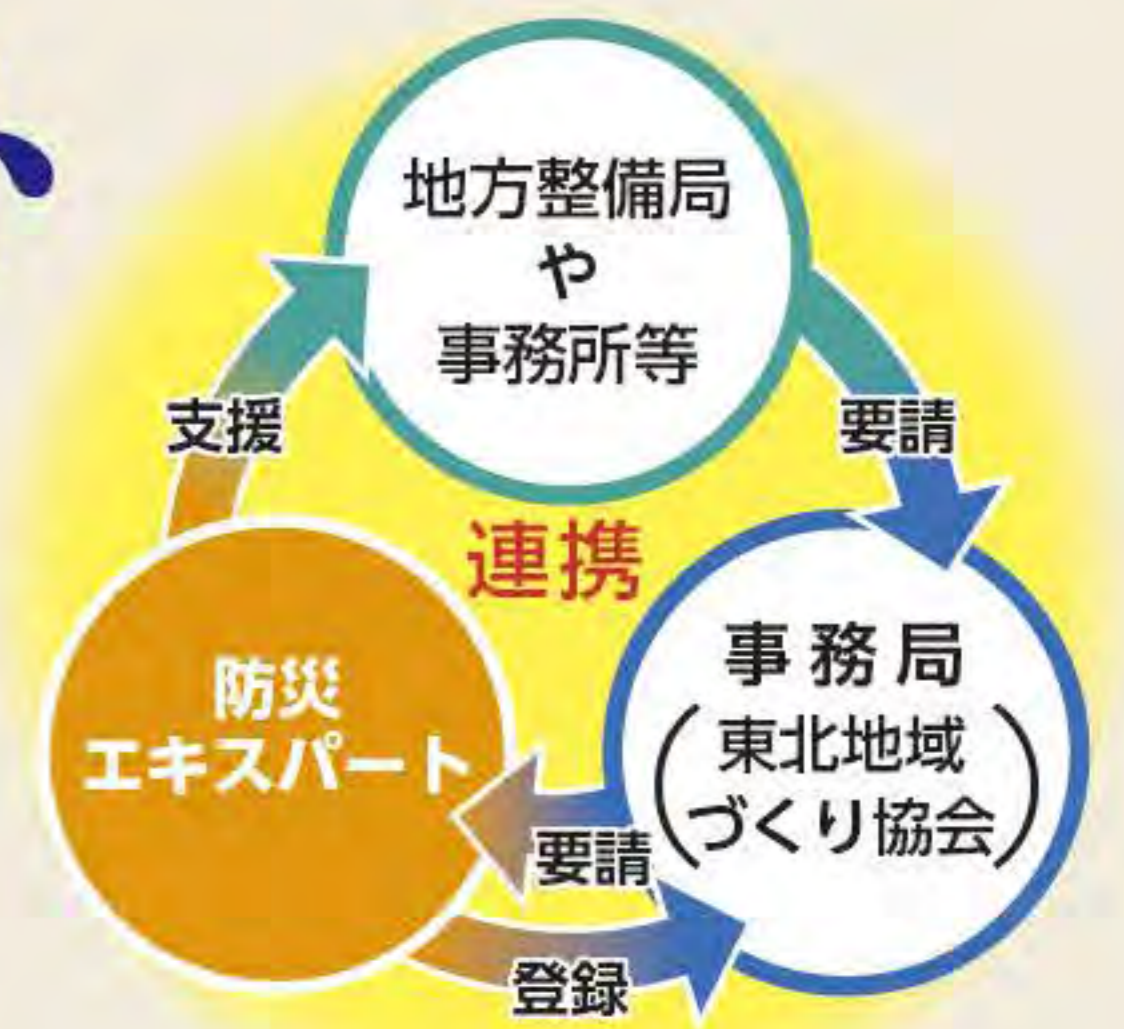 地方整備局
や
事務所等
支援
要請
連携
防災
エキスパート
事務局
(東北地域
づくり協会)
要請
登録